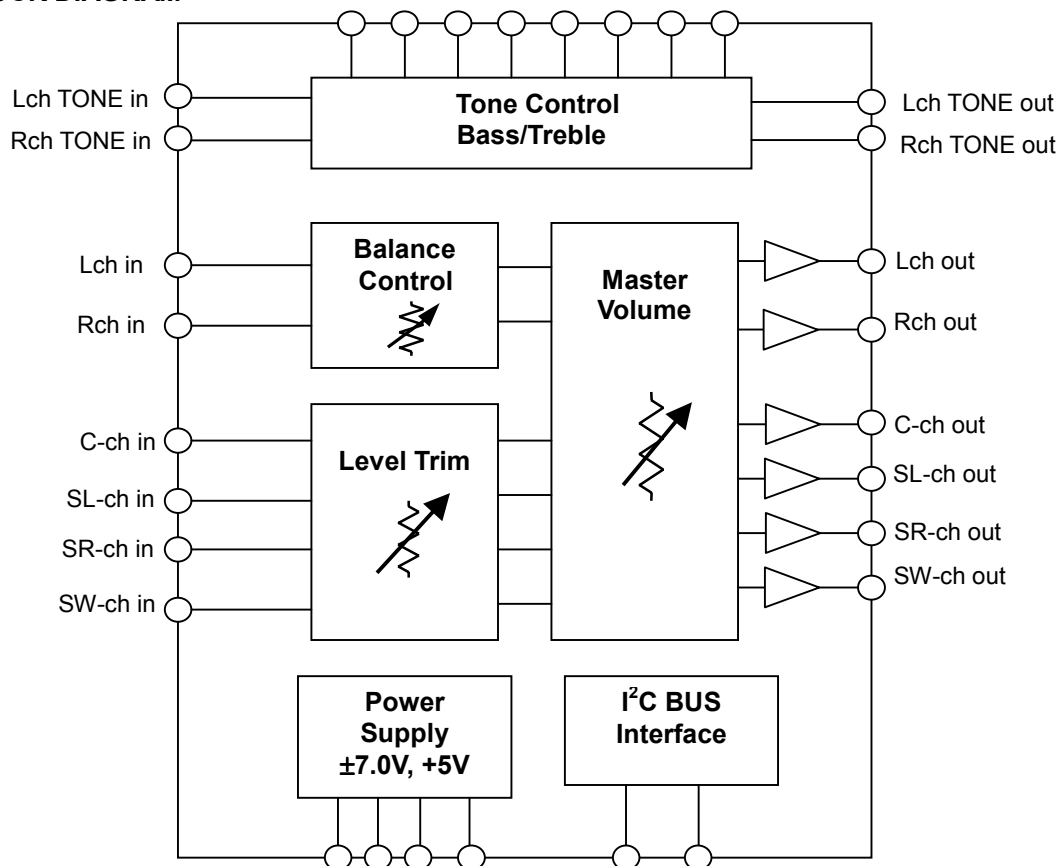 Lch TONE in
Rch TONE in
Tone Control
Bass/Treble
Lch TONE out
Rch TONE out
Lch in
Rch in
Balance
Control
Master
Volume
Lch out
Rch out
C-ch in
SL-ch in
SR-ch in
SW-ch in
Level Trim
C-ch out
SL-ch out
SR-ch out
SW-ch out
Power
Supply
±7.0V, +5V
I²C BUS
Interface